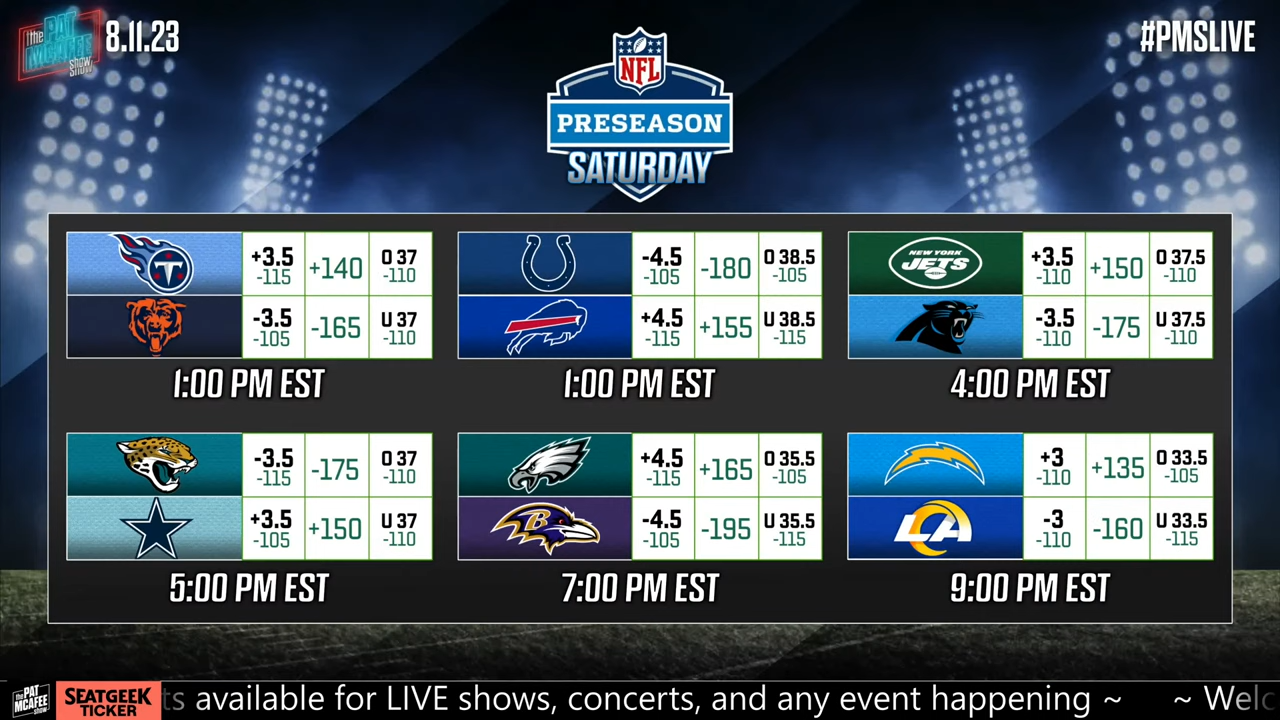 the PAT MCAFEE show SHOW
8.11.23
#PMSLIVE
NFL
PRESEASON
SATURDAY
+3.5 -115 +140 O 37 -110
-3.5 -105 -165 U 37 -110
1:00 PM EST
-4.5 -105 -180 O 38.5 -105
+4.5 -115 +155 U 38.5 -115
1:00 PM EST
NEW YORK
JETS
+3.5 -110 +150 O 37.5 -110
-3.5 -110 -175 U 37.5 -110
4:00 PM EST
-3.5 -115 -175 O 37 -110
+3.5 -105 +150 U 37 -110
5:00 PM EST
+4.5 -115 +165 O 35.5 -105
B -4.5 -105 -195 U 35.5 -115
7:00 PM EST
+3 -110 +135 O 33.5 -105
LA -3 -110 -160 U 33.5 -115
9:00 PM EST
the PAT MCAFEE show
SEATGEEK
TICKER
ts available for LIVE shows, concerts, and any event happening ~ ~ Welc